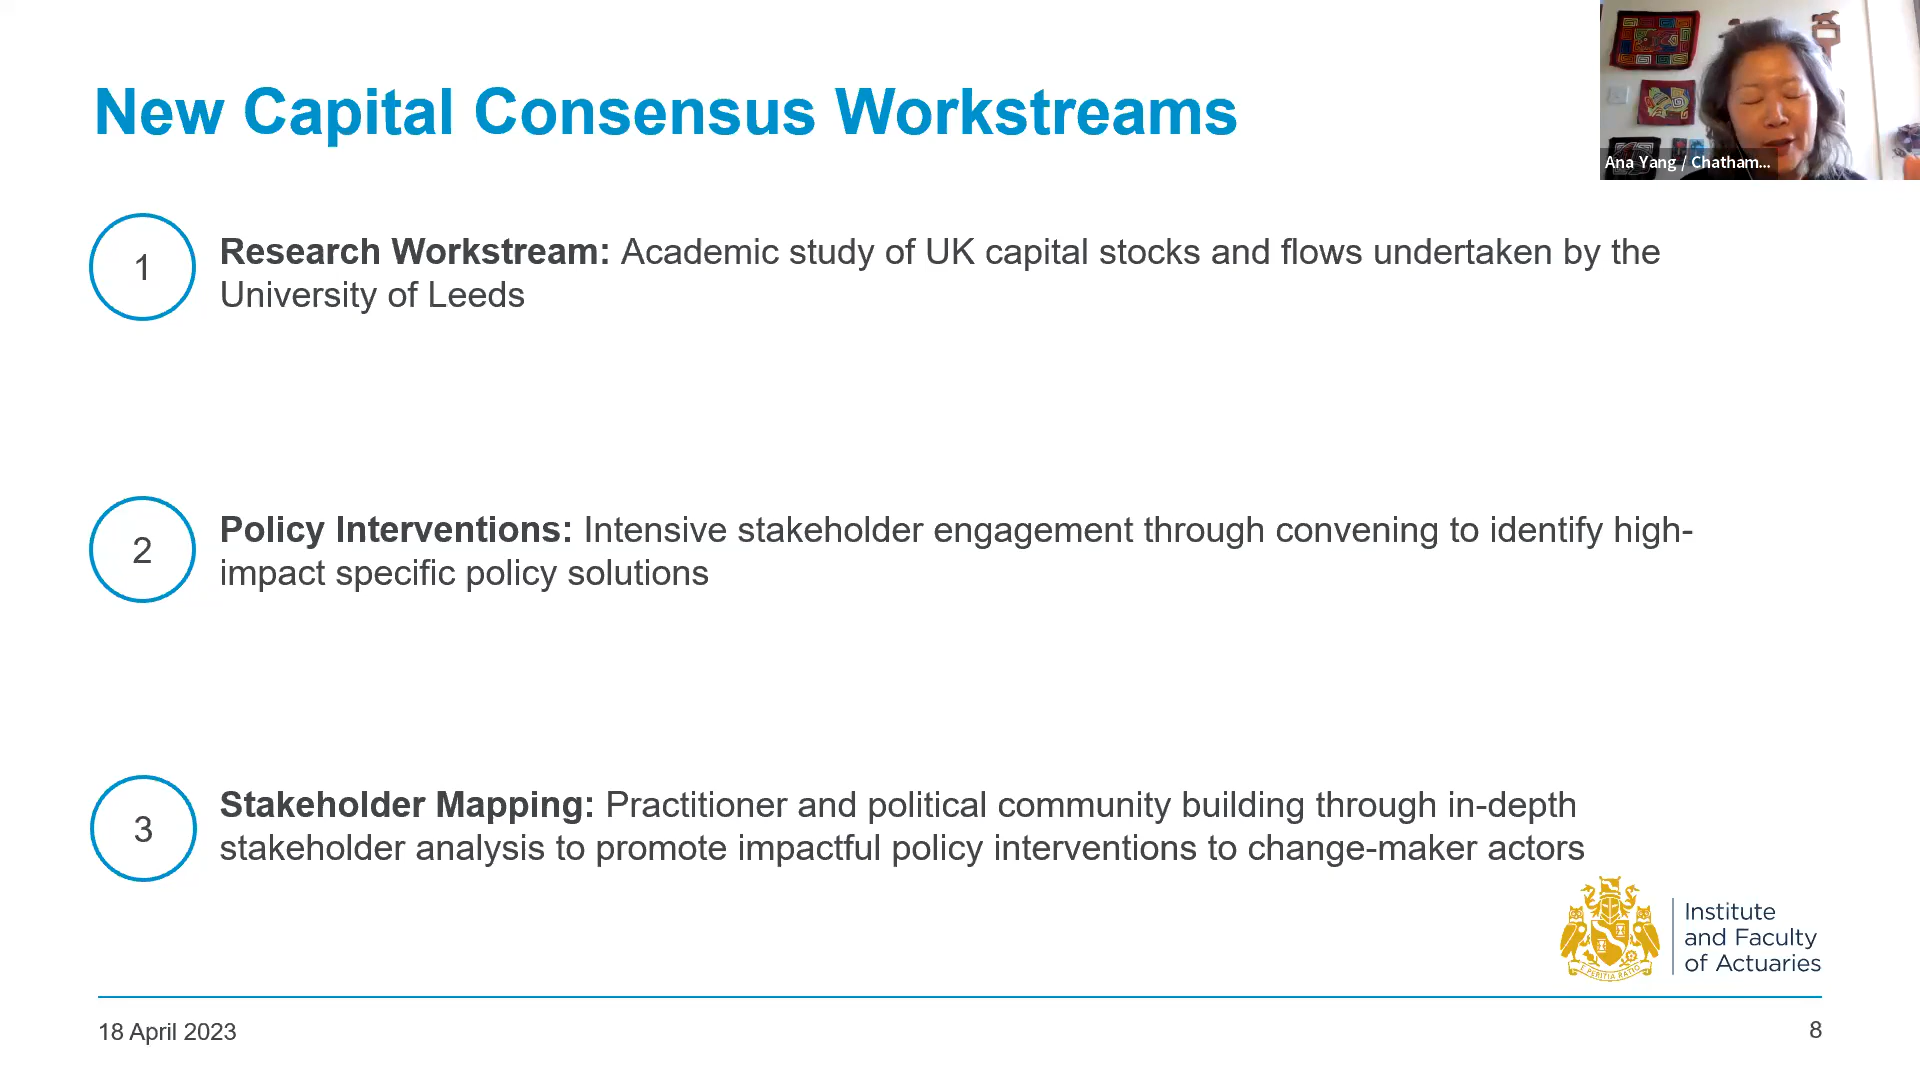 New Capital Consensus Workstreams
Ana Yang / Chatham...
1
Research Workstream: Academic study of UK capital stocks and flows undertaken by the
University of Leeds
2
Policy Interventions: Intensive stakeholder engagement through convening to identify high-
impact specific policy solutions
3
Stakeholder Mapping: Practitioner and political community building through in-depth
stakeholder analysis to promote impactful policy interventions to change-maker actors
E PERITIA RATIO
Institute
and Faculty
of Actuaries
18 April 2023
8